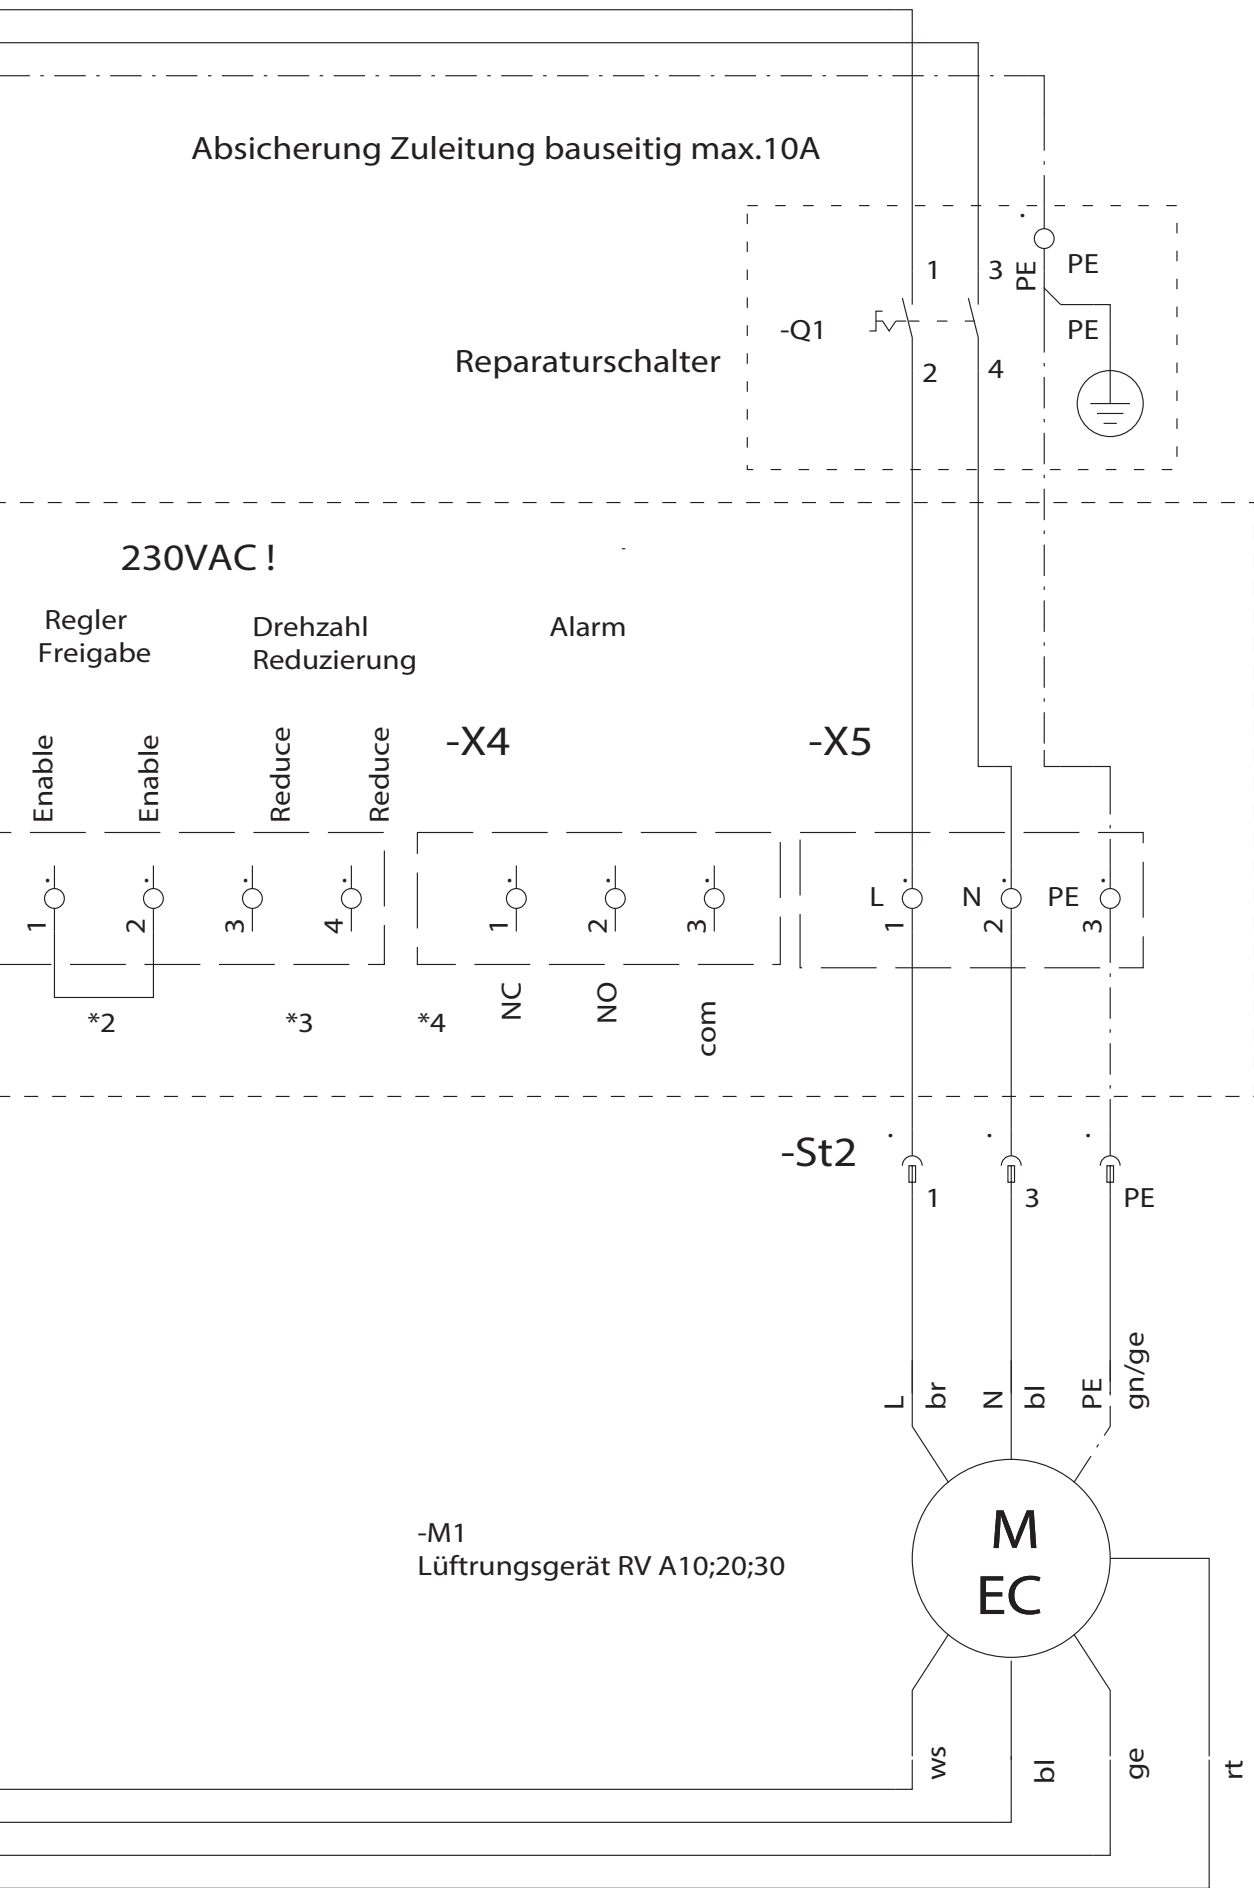 Absicherung Zuleitung bauseitig max.10A
1
3
PE
PE
-Q1
PE
Reparaturschalter
2
4
230VAC !
Regler
Freigabe
Drehzahl
Reduzierung
Alarm
Enable
Enable
Reduce
Reduce
-X4
-X5
L
N
PE
1
2
3
4
1
2
3
1
2
3
*2
*3
*4
NC
NO
com
-St2
1
3
PE
L
br
N
bl
PE
gn/ge
-M1
Lüftrungsgerät RV A10;20;30
M
EC
ws
bl
ge
rt